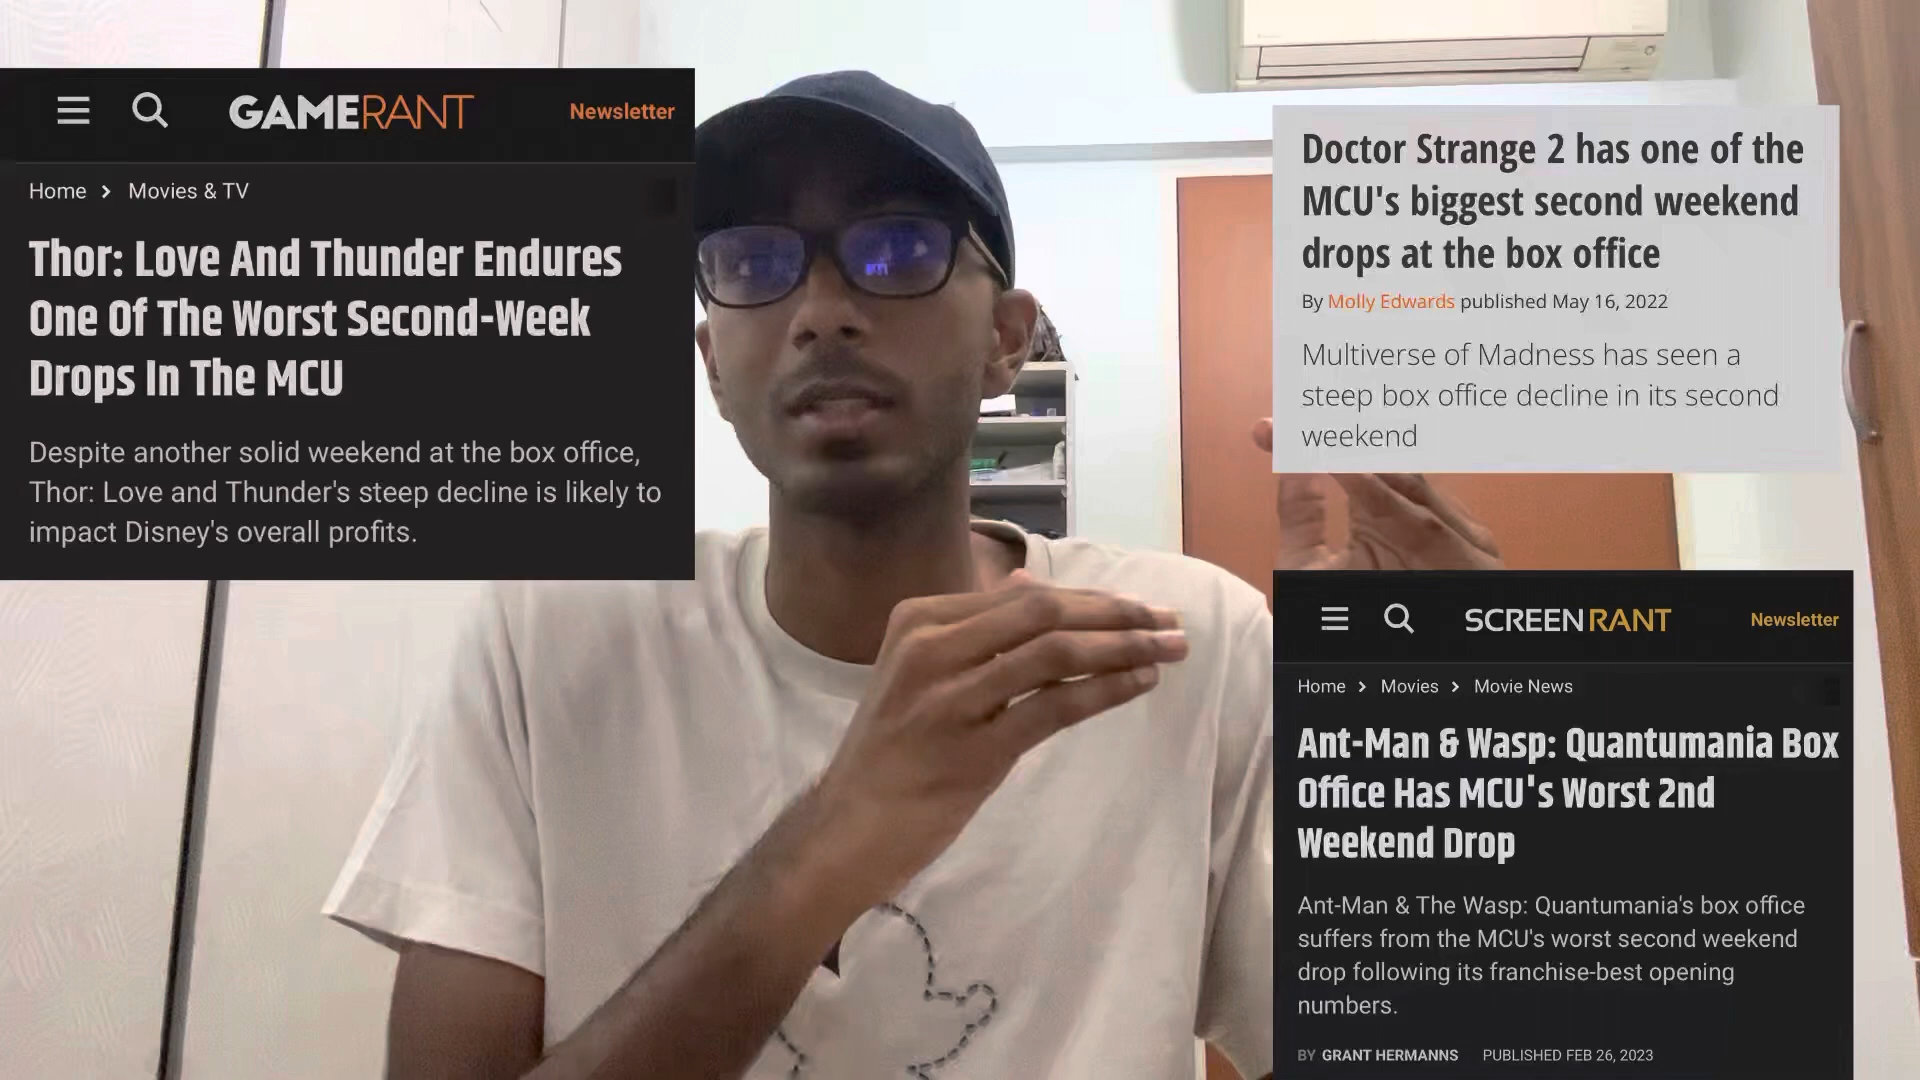 GAMERANT
Newsletter
Home > Movies & TV
Thor: Love And Thunder Endures
One Of The Worst Second-Week
Drops In The MCU
Despite another solid weekend at the box office,
Thor: Love and Thunder's steep decline is likely to
impact Disney's overall profits.
Doctor Strange 2 has one of the
MCU's biggest second weekend
drops at the box office
By Molly Edwards published May 16, 2022
Multiverse of Madness has seen a
steep box office decline in its second
weekend
SCREENRANT
Newsletter
Home > Movies > Movie News
Ant-Man & Wasp: Quantumania Box
Office Has MCU's Worst 2nd
Weekend Drop
Ant-Man & The Wasp: Quantumania's box office
suffers from the MCU's worst second weekend
drop following its franchise-best opening
numbers.
BY GRANT HERMANNS PUBLISHED FEB 26, 2023